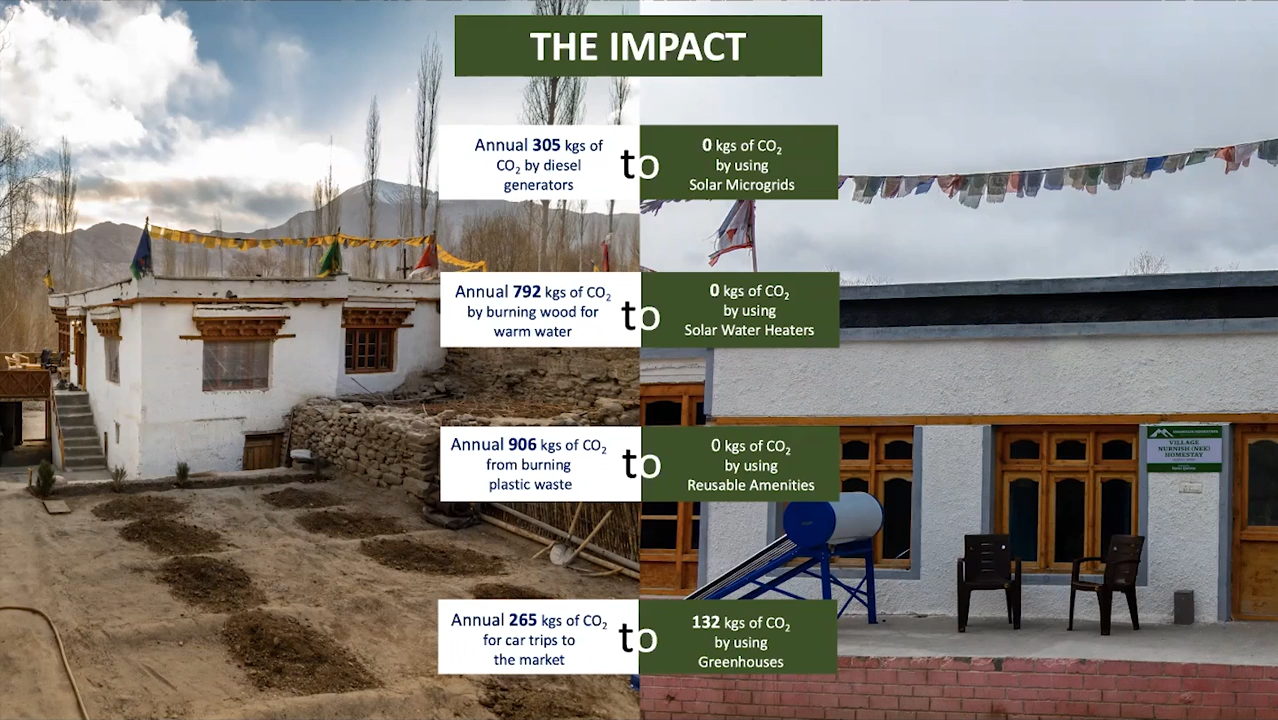 THE IMPACT
Annual 305 kgs of
CO₂ by diesel
generators
to
0 kgs of CO₂
by using
Solar Microgrids
Annual 792 kgs of CO₂
by burning wood for
warm water
to
0 kgs of CO₂
by using
Solar Water Heaters
Annual 906 kgs of CO₂
from burning
plastic waste
to
0 kgs of CO₂
by using
Reusable Amenities
VILLAGE
NURNISH (NEE)
HOMESTAY
Annual 265 kgs of CO₂
for car trips to
the market
to
132 kgs of CO₂
by using
Greenhouses